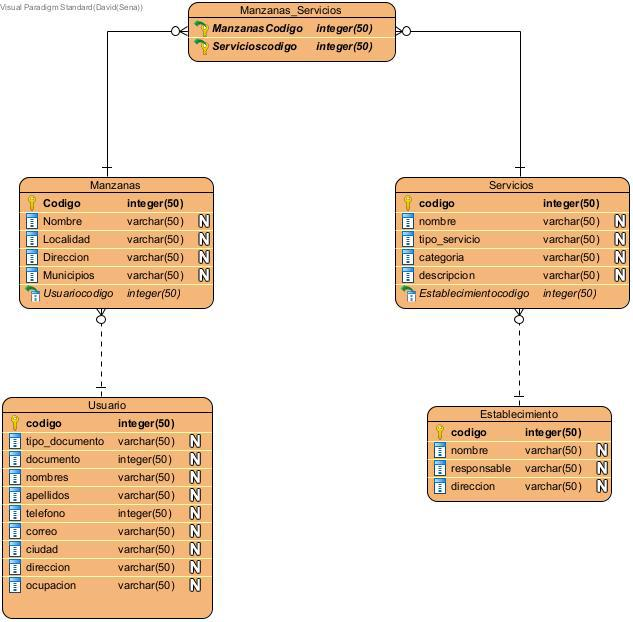 Visual Paradigm Standard(David(Sena))
Manzanas_Servicios
ManzanasCodigo integer(50)
Servicioscodigo integer(50)
Manzanas
Codigo integer(50)
Nombre varchar(50) N
Localidad varchar(50) N
Direccion varchar(50) N
Municipios varchar(50) N
Usuariocodigo integer(50)
Servicios
codigo integer(50)
nombre varchar(50) N
tipo_servicio varchar(50) N
categoria varchar(50) N
descripcion varchar(50) N
Establecimientocodigo integer(50)
Usuario
codigo integer(50)
tipo_documento varchar(50) N
documento integer(50) N
nombres varchar(50) N
apellidos varchar(50) N
telefono integer(50) N
correo varchar(50) N
ciudad varchar(50) N
direccion varchar(50) N
ocupacion varchar(50) N
Establecimiento
codigo integer(50)
nombre varchar(50) N
responsable varchar(50) N
direccion varchar(50) N